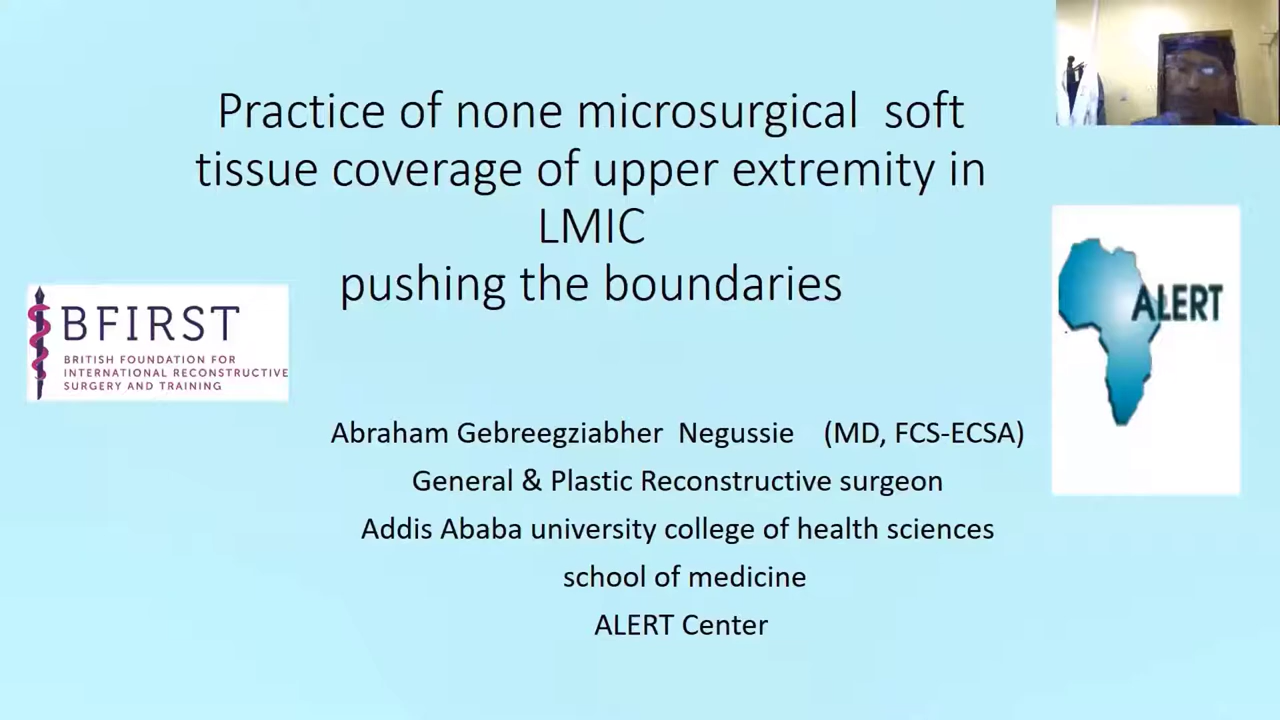 Practice of none microsurgical soft
tissue coverage of upper extremity in
LMIC
pushing the boundaries
BFIRST
BRITISH FOUNDATION FOR
INTERNATIONAL RECONSTRUCTIVE
SURGERY AND TRAINING
ALERT
Abraham Gebreegziabher Negussie (MD, FCS-ECSA)
General & Plastic Reconstructive surgeon
Addis Ababa university college of health sciences
school of medicine
ALERT Center